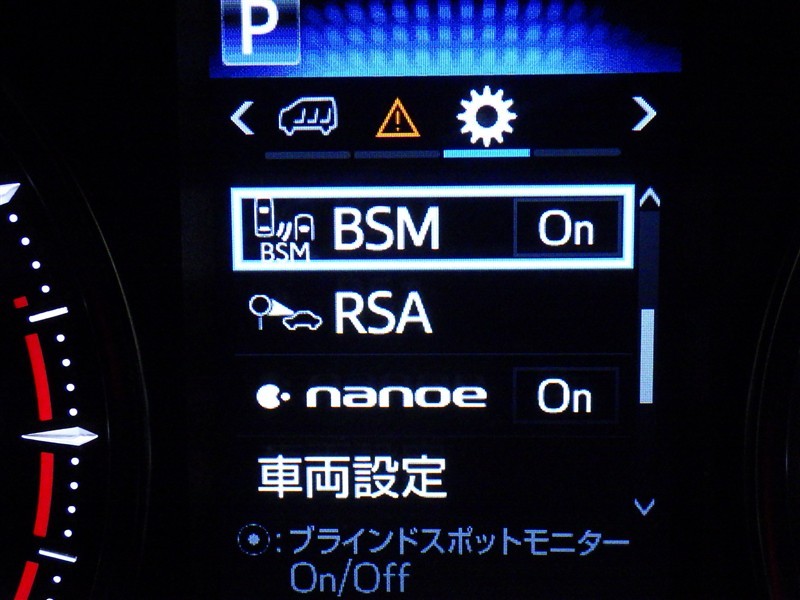 P
BSM
BSM On
RSA
nanoe On
車両設定
:ブラインドスポットモニター
On/Off